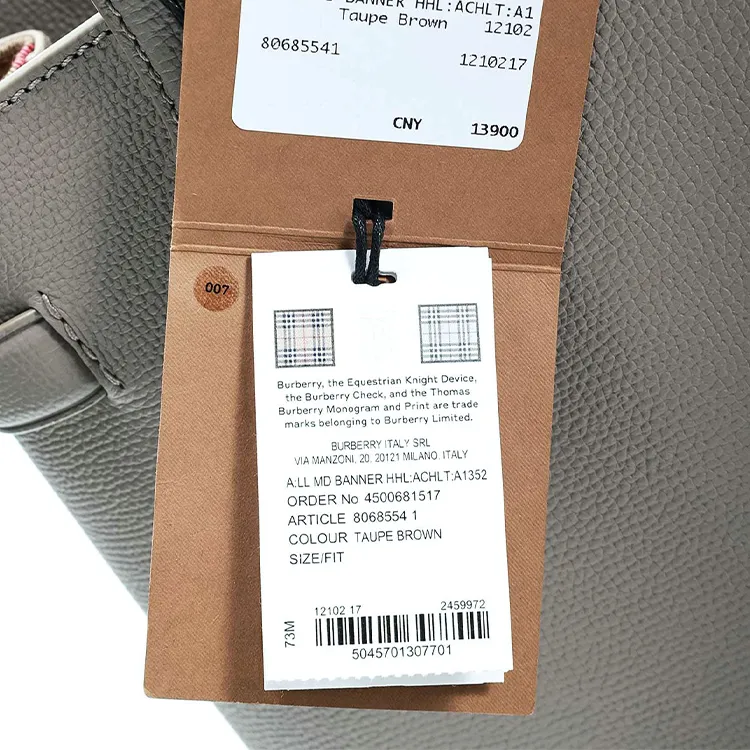 MD BANNER HHL:ACHLT:A1
Taupe Brown 12102
80685541 1210217
CNY 13900
007
Burberry, the Equestrian Knight Device,
the Burberry Check, and the Thomas
Burberry Monogram and Print are trade
marks belonging to Burberry Limited.
BURBERRY ITALY SRL
VIA MANZONI, 20, 20121 MILANO, ITALY
A:LL MD BANNER HHL:ACHLT:A1352
ORDER No 4500681517
ARTICLE 8068554 1
COLOUR TAUPE BROWN
SIZE/FIT
73M
12102 17 2459972
5045701307701